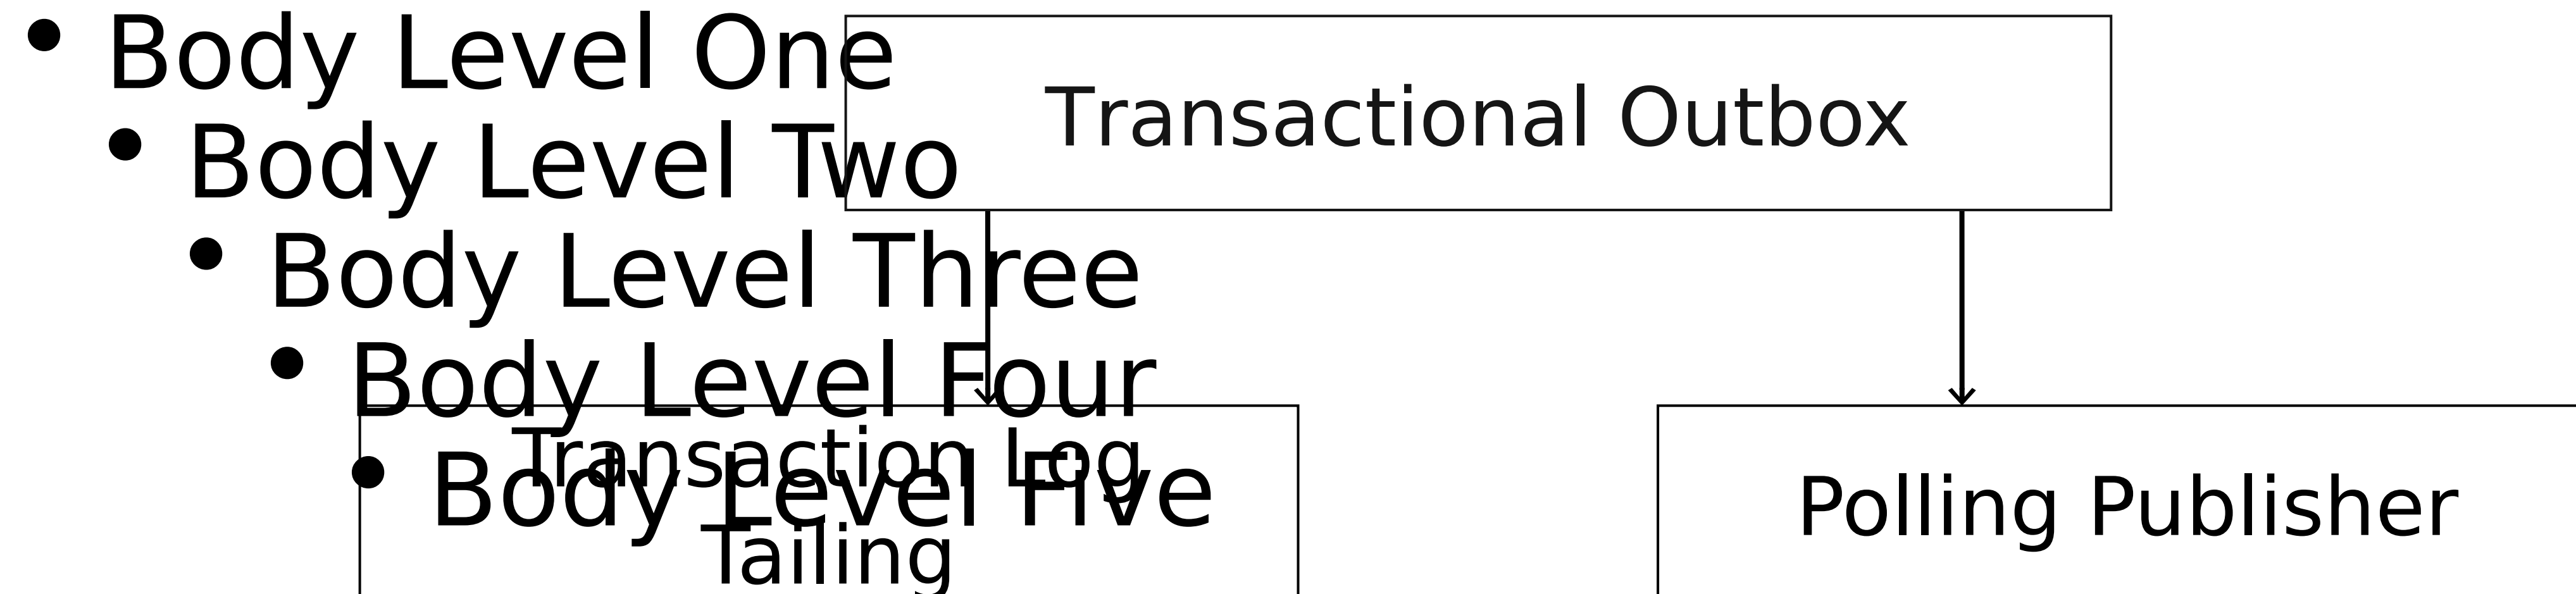 Body Level One
Transactional Outbox
Body Level Two
Body Level Three
Body Level Four
Transaction Log
Body Level Five
Polling Publisher
Tailing